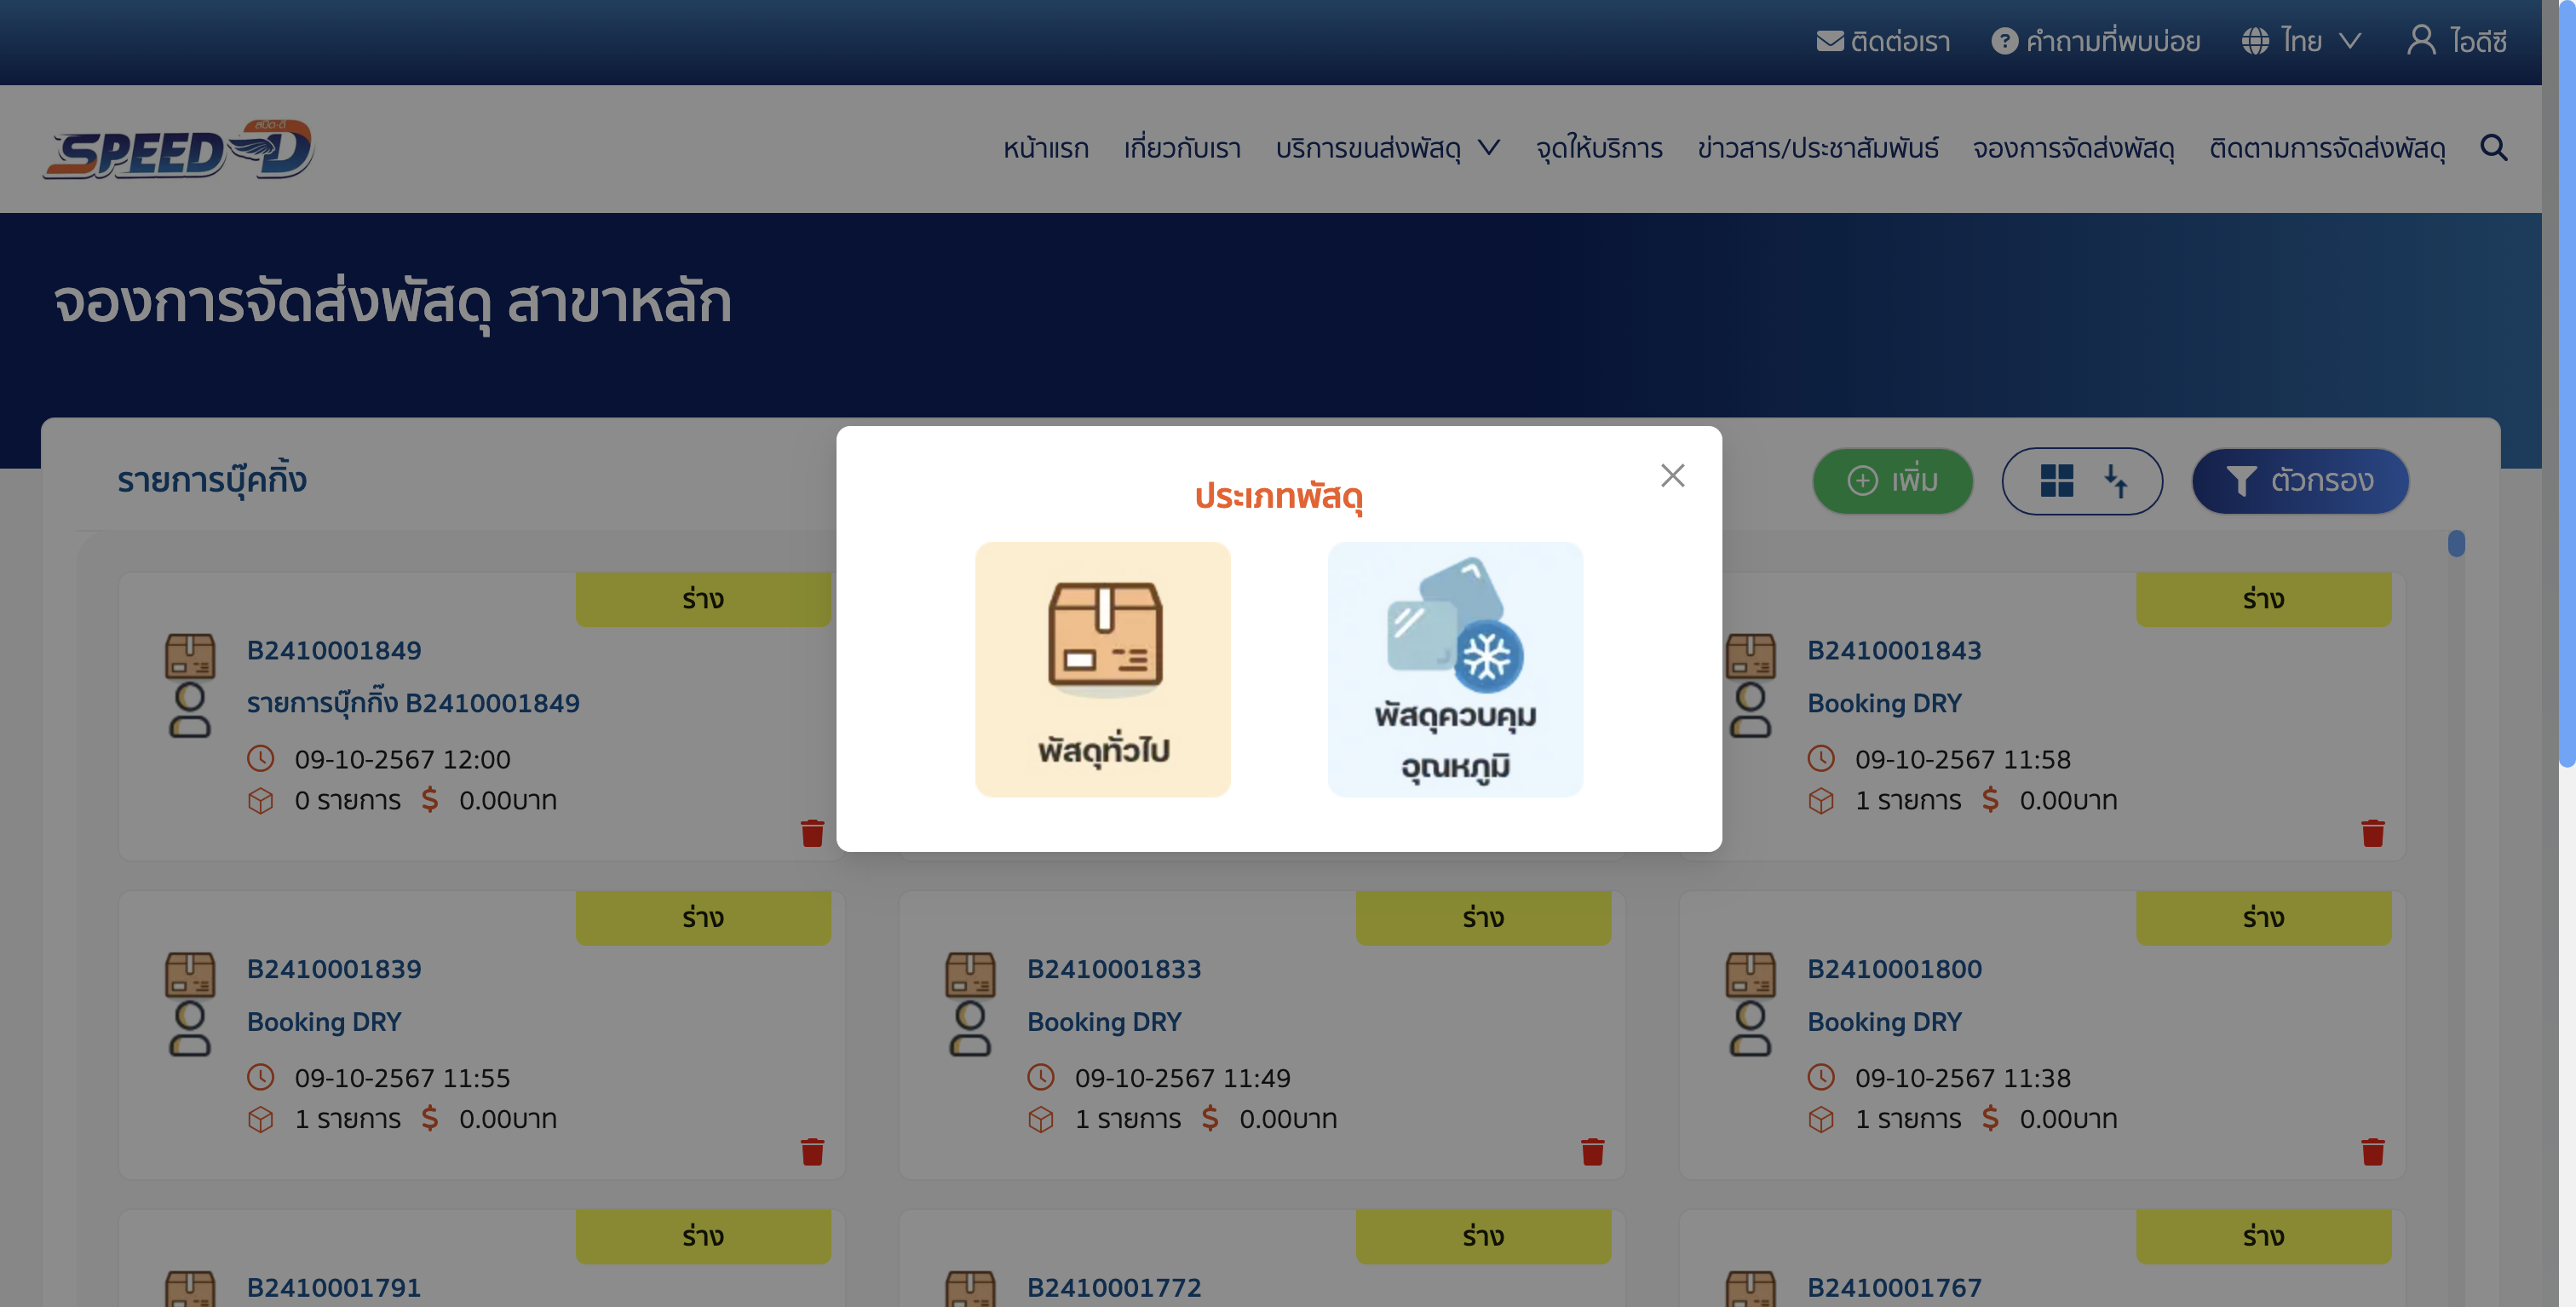 ติดต่อเรา คำถามที่พบบ่อย ไทย ไอดีซี
สปีด-ดี
SPEED-D
หน้าแรก เกี่ยวกับเรา บริการขนส่งพัสดุ จุดให้บริการ ข่าวสาร/ประชาสัมพันธ์ จองการจัดส่งพัสดุ ติดตามการจัดส่งพัสดุ
จองการจัดส่งพัสดุ สาขาหลัก
รายการบุ๊คกิ้ง
เพิ่ม
ตัวกรอง
ประเภทพัสดุ
พัสดุทั่วไป
พัสดุควบคุม
อุณหภูมิ
ร่าง
B2410001849
รายการบุ๊กกิ๊ง B2410001849
09-10-2567 12:00
0 รายการ $ 0.00บาท
ร่าง
B2410001843
Booking DRY
09-10-2567 11:58
1 รายการ $ 0.00บาท
ร่าง
B2410001839
Booking DRY
09-10-2567 11:55
1 รายการ $ 0.00บาท
ร่าง
B2410001833
Booking DRY
09-10-2567 11:49
1 รายการ $ 0.00บาท
ร่าง
B2410001800
Booking DRY
09-10-2567 11:38
1 รายการ $ 0.00บาท
ร่าง
B2410001791
ร่าง
B2410001772
ร่าง
B2410001767